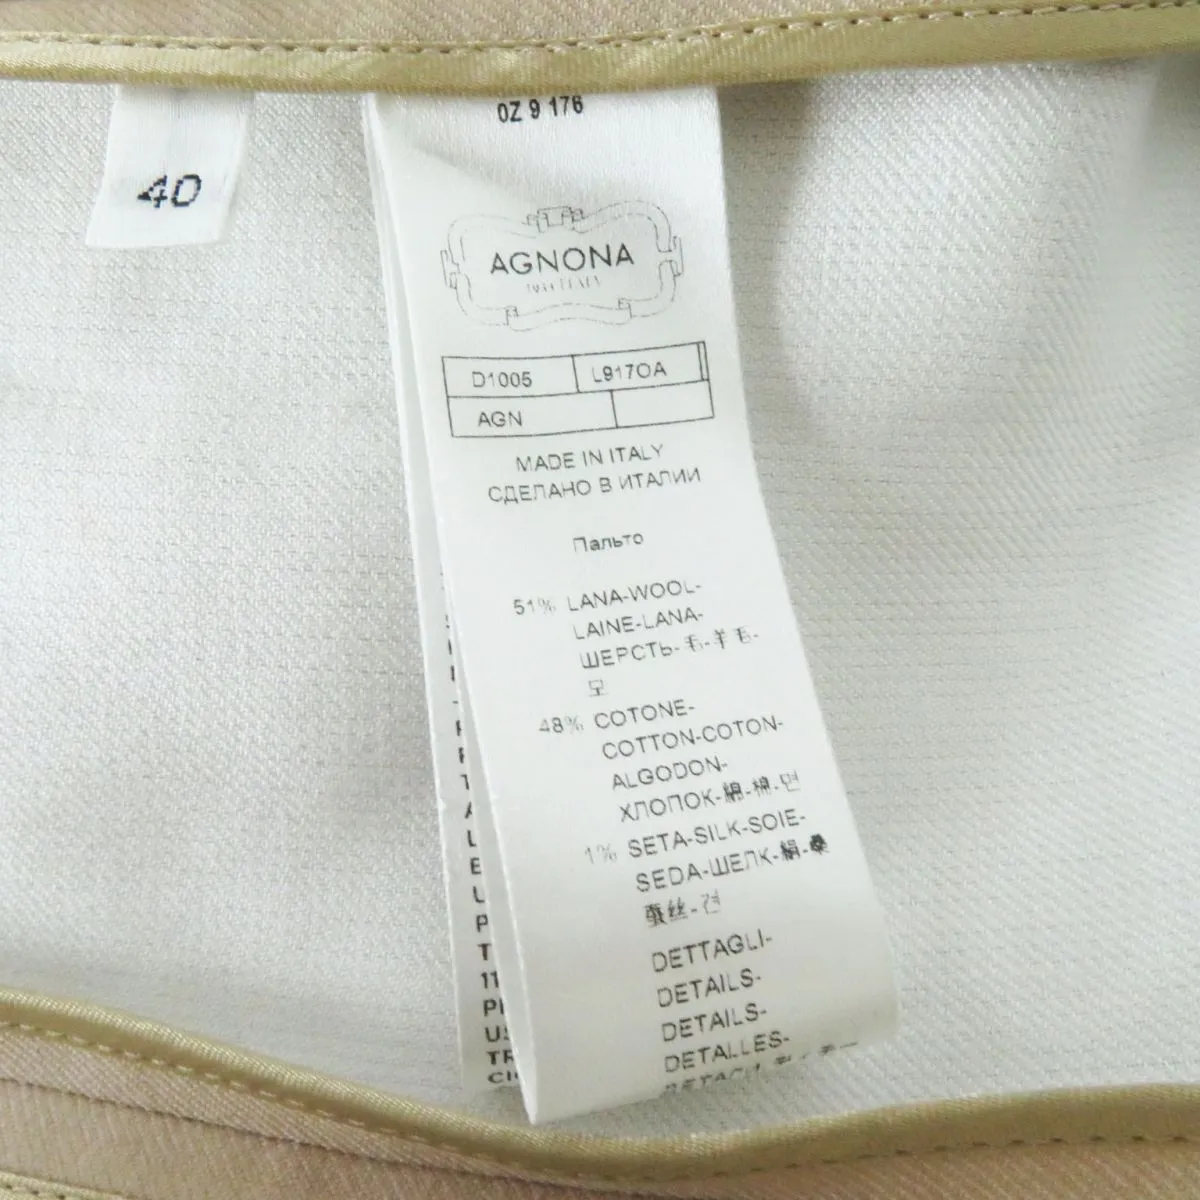 40
0Z 9 176
AGNONA
D1005 L917OA
AGN
MADE IN ITALY
СДЕЛАНО В ИТАЛИИ
Пальто
51% LANA-WOOL-
LAINE-LANA-
ШЕРСТЬ-毛-羊毛-
모
48% COTONE-
COTTON-COTON-
ALGODON-
ХЛОПОК-綿-棉-면
1% SETA-SILK-SOIE-
SEDA-ШЕЛК-絹-桑
蚕丝-견
DETTAGLI-
DETAILS-
DETAILS-
DETALLES-